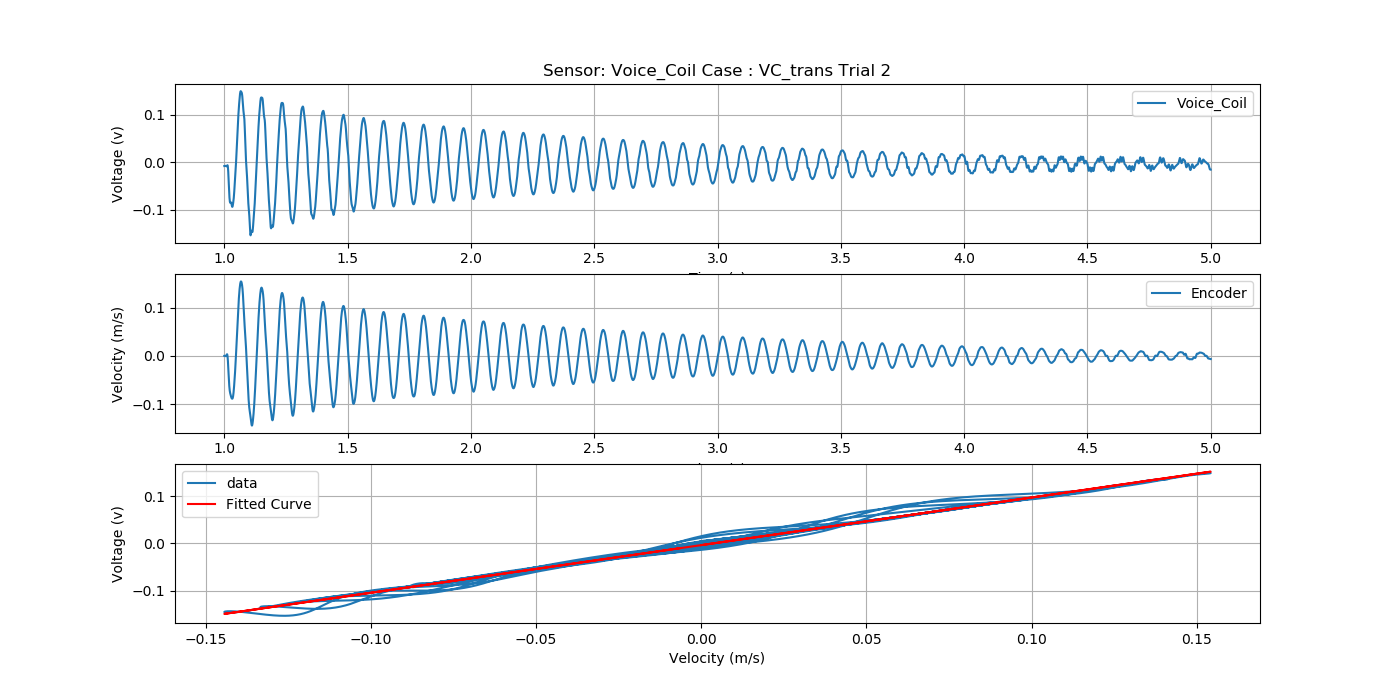 Sensor: Voice_Coil Case : VC_trans Trial 2
Voltage (v)
0.1
0.0
−0.1
Voice_Coil
1.0 1.5 2.0 2.5 3.0 3.5 4.0 4.5 5.0
Velocity (m/s)
0.1
0.0
−0.1
Encoder
1.0 1.5 2.0 2.5 3.0 3.5 4.0 4.5 5.0
Voltage (v)
0.1
0.0
−0.1
data
Fitted Curve
−0.15 −0.10 −0.05 0.00 0.05 0.10 0.15
Velocity (m/s)